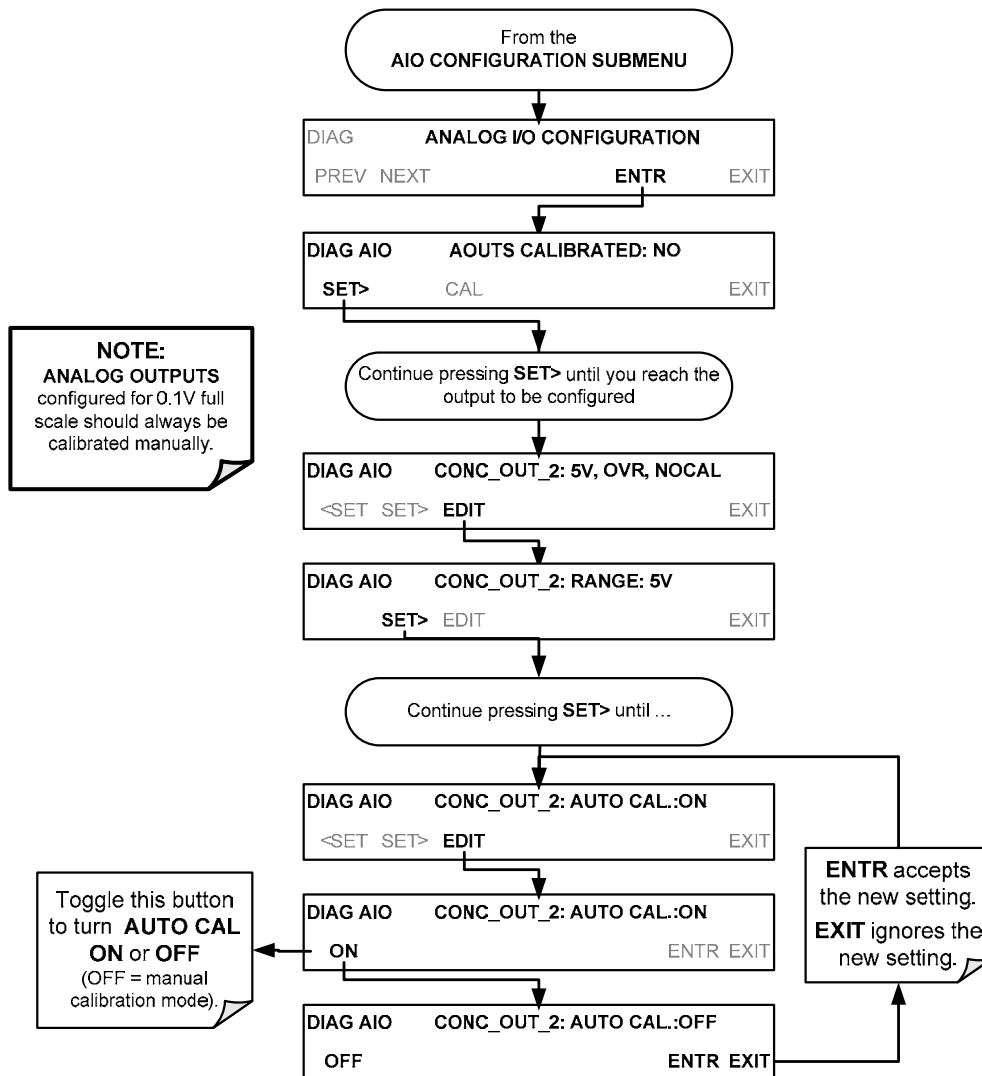 From the
AIO CONFIGURATION SUBMENU
DIAG ANALOG I/O CONFIGURATION
PREV NEXT ENTR EXIT
DIAG AIO AOUTS CALIBRATED: NO
SET> CAL EXIT
NOTE:
ANALOG OUTPUTS
configured for 0.1V full
scale should always be
calibrated manually.
Continue pressing SET> until you reach the
output to be configured
DIAG AIO CONC_OUT_2: 5V, OVR, NOCAL
<SET SET> EDIT EXIT
DIAG AIO CONC_OUT_2: RANGE: 5V
SET> EDIT EXIT
Continue pressing SET> until ...
DIAG AIO CONC_OUT_2: AUTO CAL.:ON
<SET SET> EDIT EXIT
Toggle this button
to turn AUTO CAL
ON or OFF
(OFF = manual
calibration mode).
DIAG AIO CONC_OUT_2: AUTO CAL.:ON
ON ENTR EXIT
ENTR accepts
the new setting.
EXIT ignores the
new setting.
DIAG AIO CONC_OUT_2: AUTO CAL.:OFF
OFF ENTR EXIT